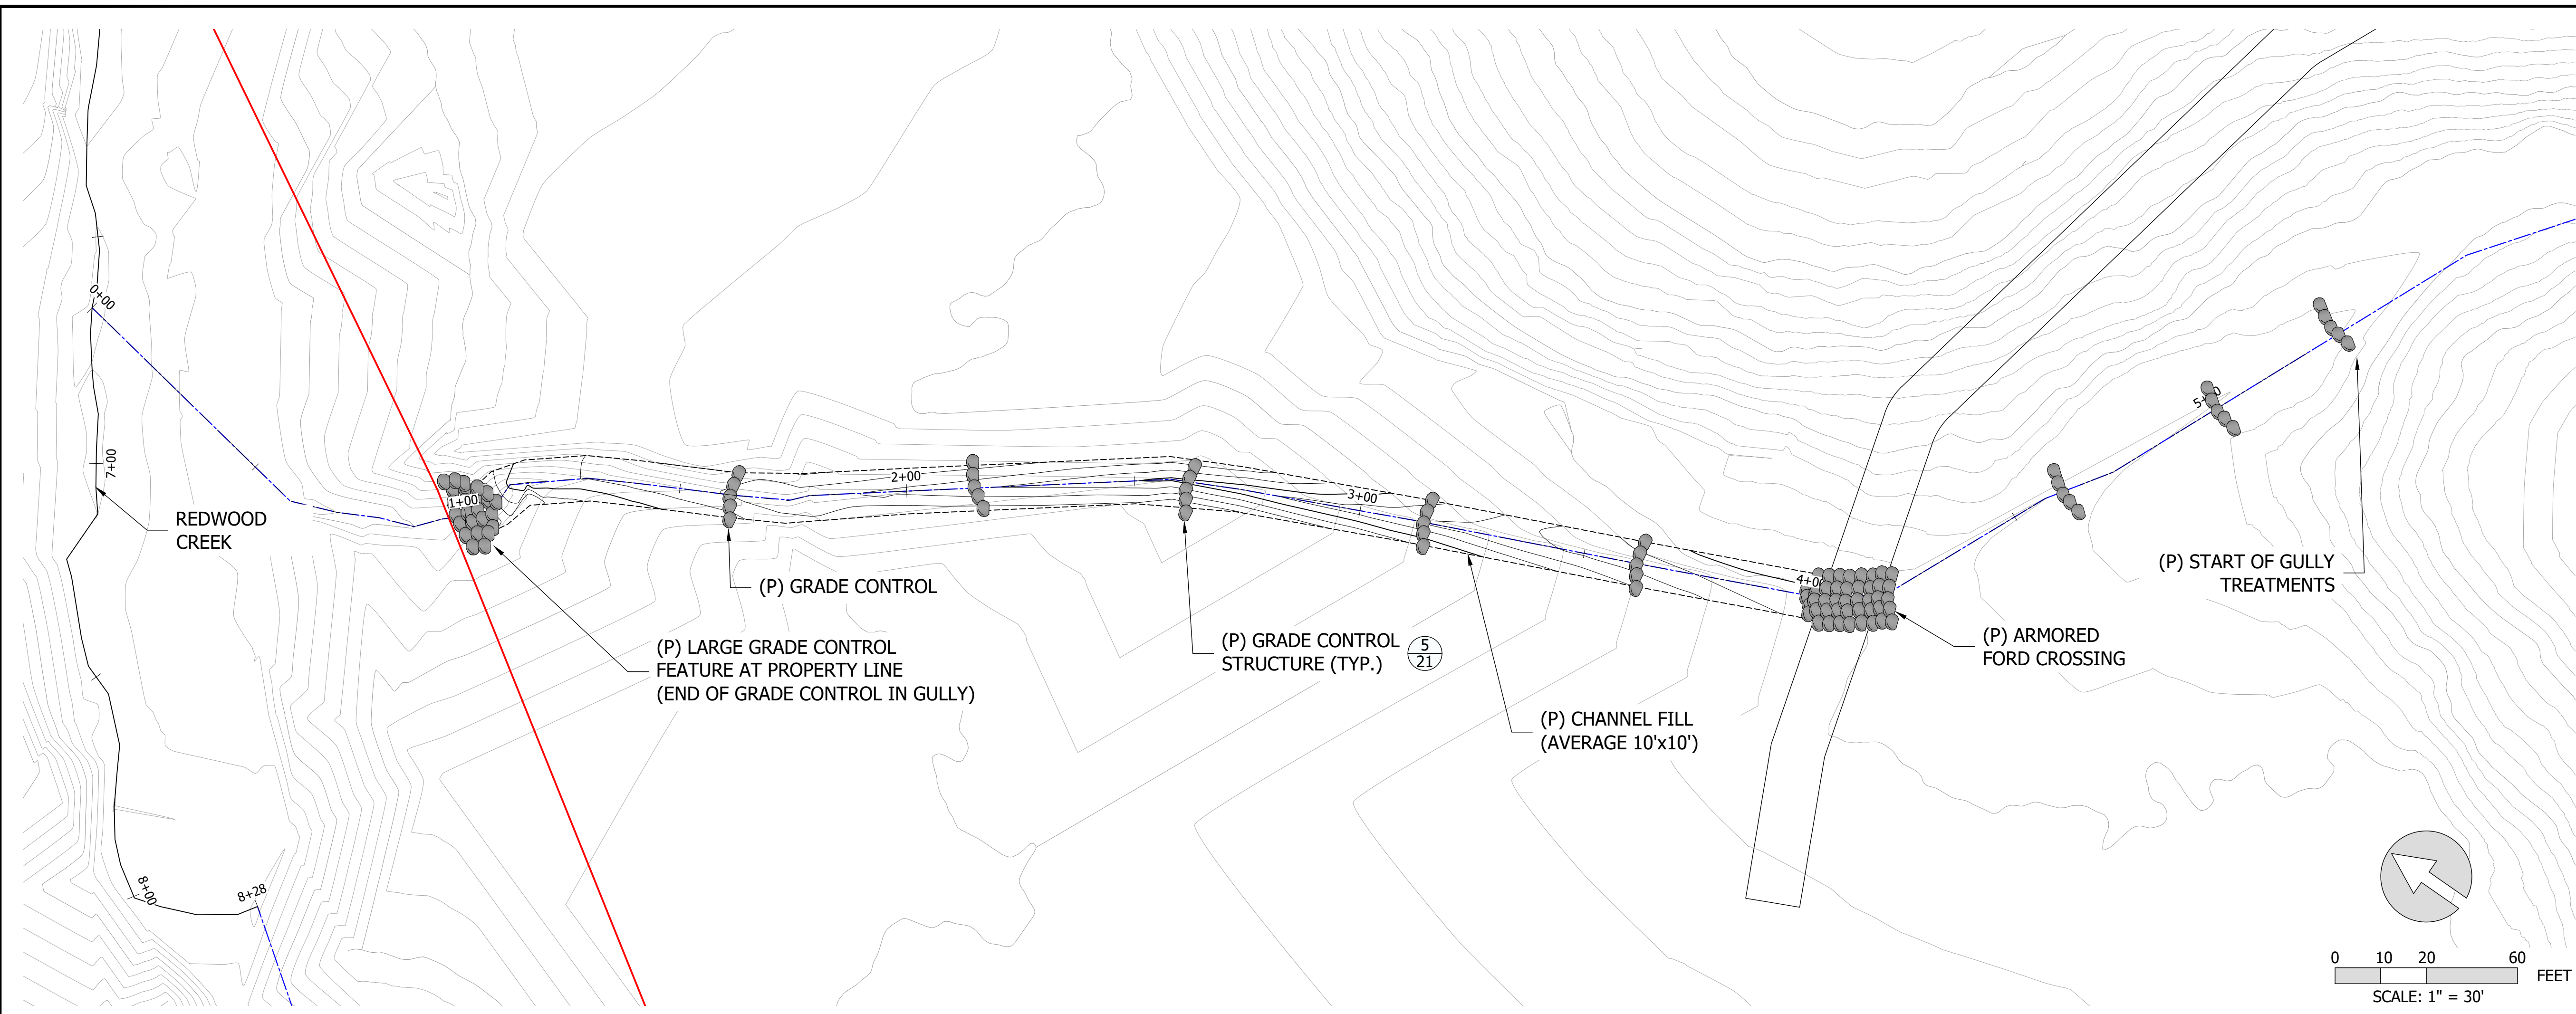 0+00
7+00
REDWOOD
CREEK
8+00
8+28
1+00
2+00
3+00
4+00
(P) GRADE CONTROL
(P) LARGE GRADE CONTROL
FEATURE AT PROPERTY LINE
(END OF GRADE CONTROL IN GULLY)
(P) GRADE CONTROL
STRUCTURE (TYP.)
5
21
(P) CHANNEL FILL
(AVERAGE 10'x10')
(P) ARMORED
FORD CROSSING
(P) START OF GULLY
TREATMENTS
0 10 20 60
FEET
SCALE: 1" = 30'